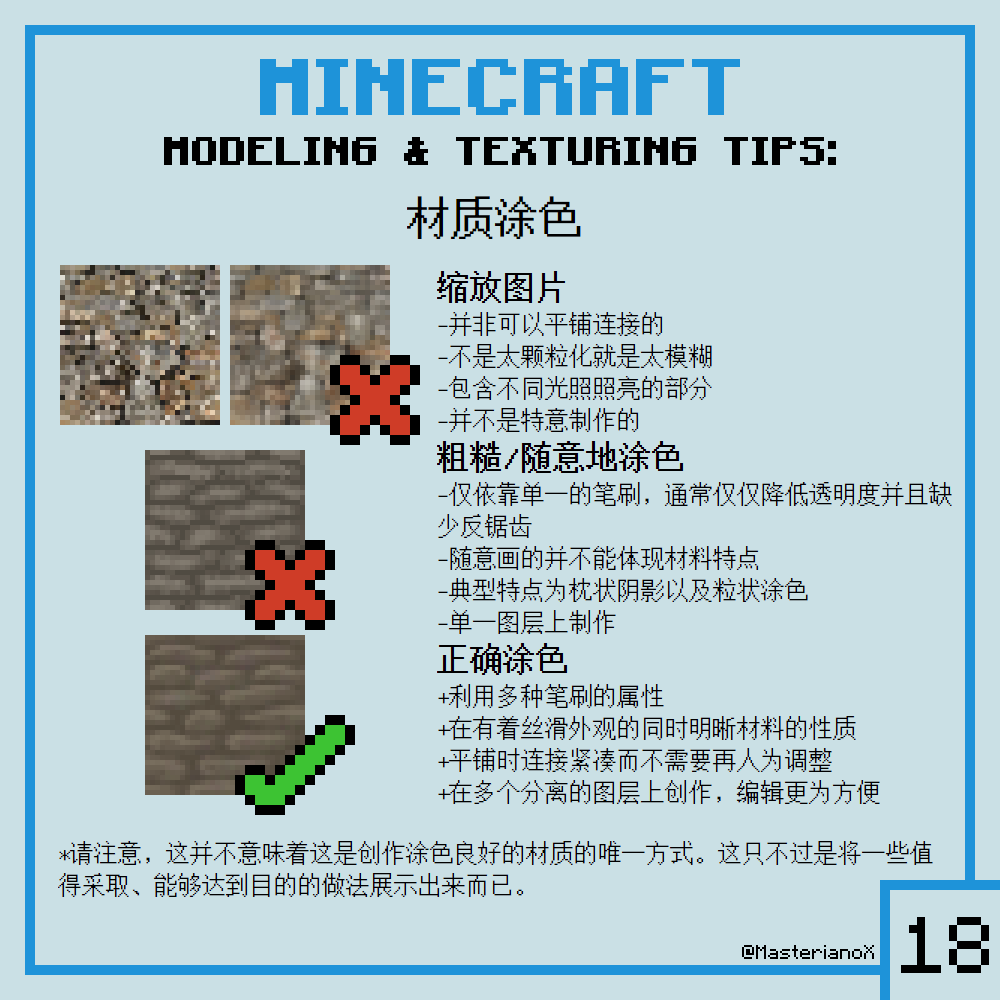 MINECRAFT
MODELING & TEXTURING TIPS:
材质涂色
缩放图片
-并非可以平铺连接的
-不是太颗粒化就是太模糊
-包含不同光照照亮的部分
-并不是特意制作的
粗糙/随意地涂色
-仅依靠单一的笔刷，通常仅仅降低透明度并且缺
少反锯齿
-随意画的并不能体现材料特点
-典型特点为枕状阴影以及粒状涂色
-单一图层上制作
正确涂色
+利用多种笔刷的属性
+在有着丝滑外观的同时明晰材料的性质
+平铺时连接紧凑而不需要再人为调整
+在多个分离的图层上创作，编辑更为方便
*请注意，这并不意味着这是创作涂色良好的材质的唯一方式。这只不过是将一些值
得采取、能够达到目的的做法展示出来而已。
@MasterianoX
18